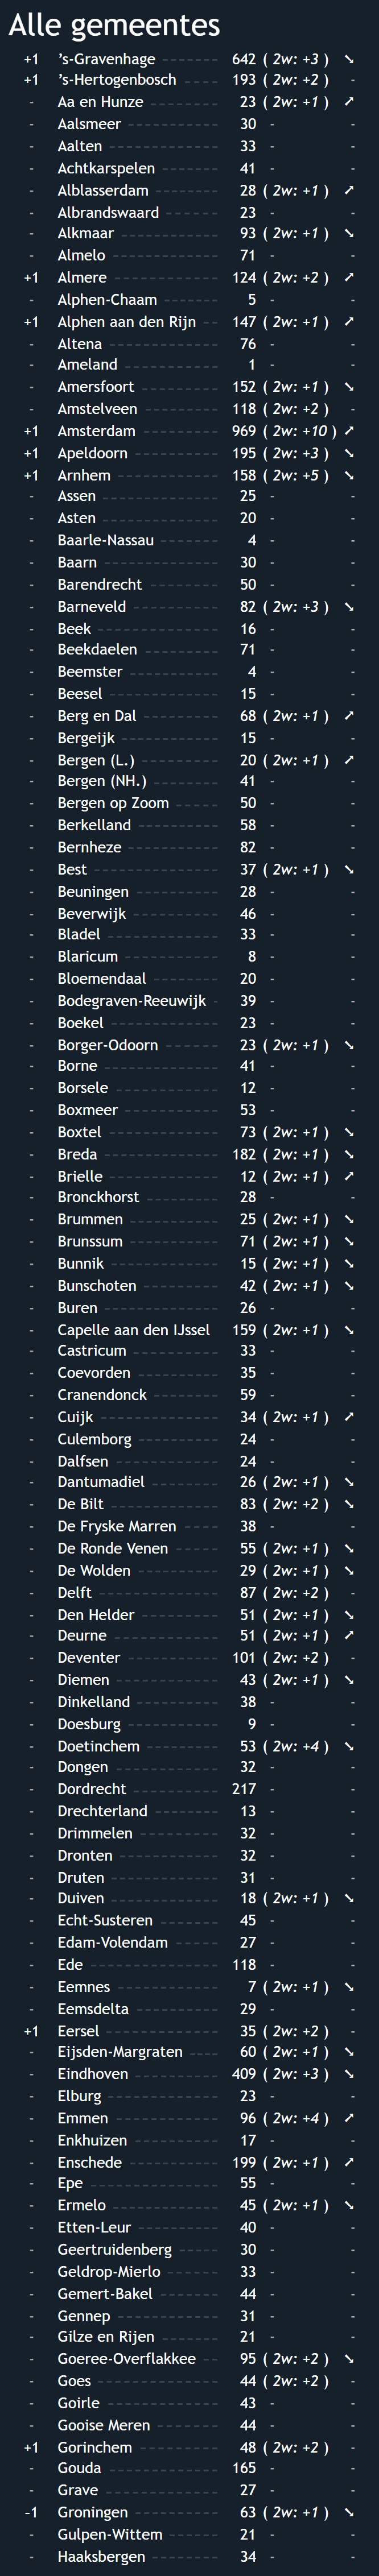 Alle gemeentes
+1 's-Gravenhage 642 ( 2w: +3 ) ➘
+1 's-Hertogenbosch 193 ( 2w: +2 ) -
- Aa en Hunze 23 ( 2w: +1 ) ➚
- Aalsmeer 30 - -
- Aalten 33 - -
- Achtkarspelen 41 - -
- Alblasserdam 28 ( 2w: +1 ) ➚
- Albrandswaard 23 - -
- Alkmaar 93 ( 2w: +1 ) ➘
- Almelo 71 - -
+1 Almere 124 ( 2w: +2 ) ➚
- Alphen-Chaam 5 - -
+1 Alphen aan den Rijn 147 ( 2w: +1 ) ➚
- Altena 76 - -
- Ameland 1 - -
- Amersfoort 152 ( 2w: +1 ) ➘
- Amstelveen 118 ( 2w: +2 ) -
+1 Amsterdam 969 ( 2w: +10 ) ➚
+1 Apeldoorn 195 ( 2w: +3 ) ➘
+1 Arnhem 158 ( 2w: +5 ) ➘
- Assen 25 - -
- Asten 20 - -
- Baarle-Nassau 4 - -
- Baarn 30 - -
- Barendrecht 50 - -
- Barneveld 82 ( 2w: +3 ) ➘
- Beek 16 - -
- Beekdaelen 71 - -
- Beemster 4 - -
- Beesel 15 - -
- Berg en Dal 68 ( 2w: +1 ) ➚
- Bergeijk 15 - -
- Bergen (L.) 20 ( 2w: +1 ) ➚
- Bergen (NH.) 41 - -
- Bergen op Zoom 50 - -
- Berkelland 58 - -
- Bernheze 82 - -
- Best 37 ( 2w: +1 ) ➘
- Beuningen 28 - -
- Beverwijk 46 - -
- Bladel 33 - -
- Blaricum 8 - -
- Bloemendaal 20 - -
- Bodegraven-Reeuwijk 39 - -
- Boekel 23 - -
- Borger-Odoorn 23 ( 2w: +1 ) ➘
- Borne 41 - -
- Borsele 12 - -
- Boxmeer 53 - -
- Boxtel 73 ( 2w: +1 ) ➘
- Breda 182 ( 2w: +1 ) ➘
- Brielle 12 ( 2w: +1 ) ➚
- Bronckhorst 28 - -
- Brummen 25 ( 2w: +1 ) ➘
- Brunssum 71 ( 2w: +1 ) ➘
- Bunnik 15 ( 2w: +1 ) ➘
- Bunschoten 42 ( 2w: +1 ) ➘
- Buren 26 - -
- Capelle aan den IJssel 159 ( 2w: +1 ) ➘
- Castricum 33 - -
- Coevorden 35 - -
- Cranendonck 59 - -
- Cuijk 34 ( 2w: +1 ) ➚
- Culemborg 24 - -
- Dalfsen 24 - -
- Dantumadiel 26 ( 2w: +1 ) ➘
- De Bilt 83 ( 2w: +2 ) ➘
- De Fryske Marren 38 - -
- De Ronde Venen 55 ( 2w: +1 ) ➘
- De Wolden 29 ( 2w: +1 ) ➘
- Delft 87 ( 2w: +2 ) -
- Den Helder 51 ( 2w: +1 ) ➘
- Deurne 51 ( 2w: +1 ) ➚
- Deventer 101 ( 2w: +2 ) -
- Diemen 43 ( 2w: +1 ) ➘
- Dinkelland 38 - -
- Doesburg 9 - -
- Doetinchem 53 ( 2w: +4 ) ➘
- Dongen 32 - -
- Dordrecht 217 - -
- Drechterland 13 - -
- Drimmelen 32 - -
- Dronten 32 - -
- Druten 31 - -
- Duiven 18 ( 2w: +1 ) ➘
- Echt-Susteren 45 - -
- Edam-Volendam 27 - -
- Ede 118 - -
- Eemnes 7 ( 2w: +1 ) ➘
- Eemsdelta 29 - -
+1 Eersel 35 ( 2w: +2 ) -
- Eijsden-Margraten 60 ( 2w: +1 ) ➘
- Eindhoven 409 ( 2w: +3 ) ➘
- Elburg 23 - -
- Emmen 96 ( 2w: +4 ) ➚
- Enkhuizen 17 - -
- Enschede 199 ( 2w: +1 ) ➚
- Epe 55 - -
- Ermelo 45 ( 2w: +1 ) ➘
- Etten-Leur 40 - -
- Geertruidenberg 30 - -
- Geldrop-Mierlo 33 - -
- Gemert-Bakel 44 - -
- Gennep 31 - -
- Gilze en Rijen 21 - -
- Goeree-Overflakkee 95 ( 2w: +2 ) ➘
- Goes 44 ( 2w: +2 ) -
- Goirle 43 - -
- Gooise Meren 44 - -
+1 Gorinchem 48 ( 2w: +2 ) -
- Gouda 165 - -
- Grave 27 - -
-1 Groningen 63 ( 2w: +1 ) ➘
- Gulpen-Wittem 21 - -
- Haaksbergen 34 - -